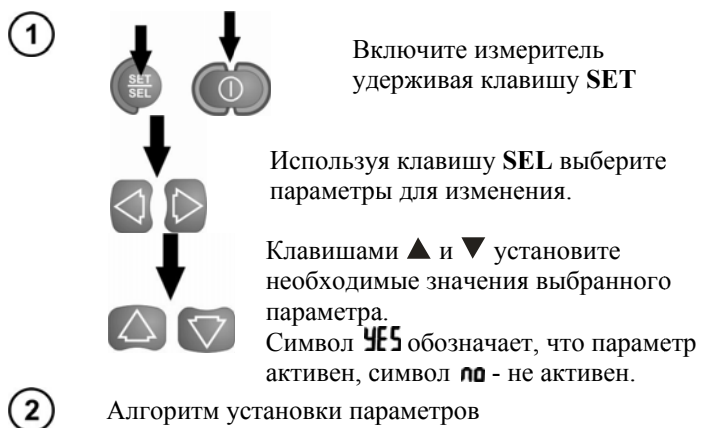 1
Включите измеритель
удерживая клавишу SET
SET
SEL
Используя клавишу SEL выберите
параметры для изменения.
Клавишами ▲ и ▼ установите
необходимые значения выбранного
параметра.
Символ YES обозначает, что параметр
активен, символ no - не активен.
2 Алгоритм установки параметров